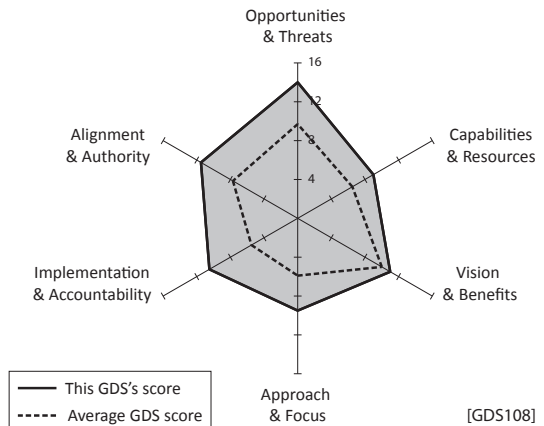 Opportunities
& Threats
16
12
8
4
Alignment
& Authority
Capabilities
& Resources
Implementation
& Accountability
Vision
& Benefits
Approach
& Focus
This GDS's score
Average GDS score
[GDS108]